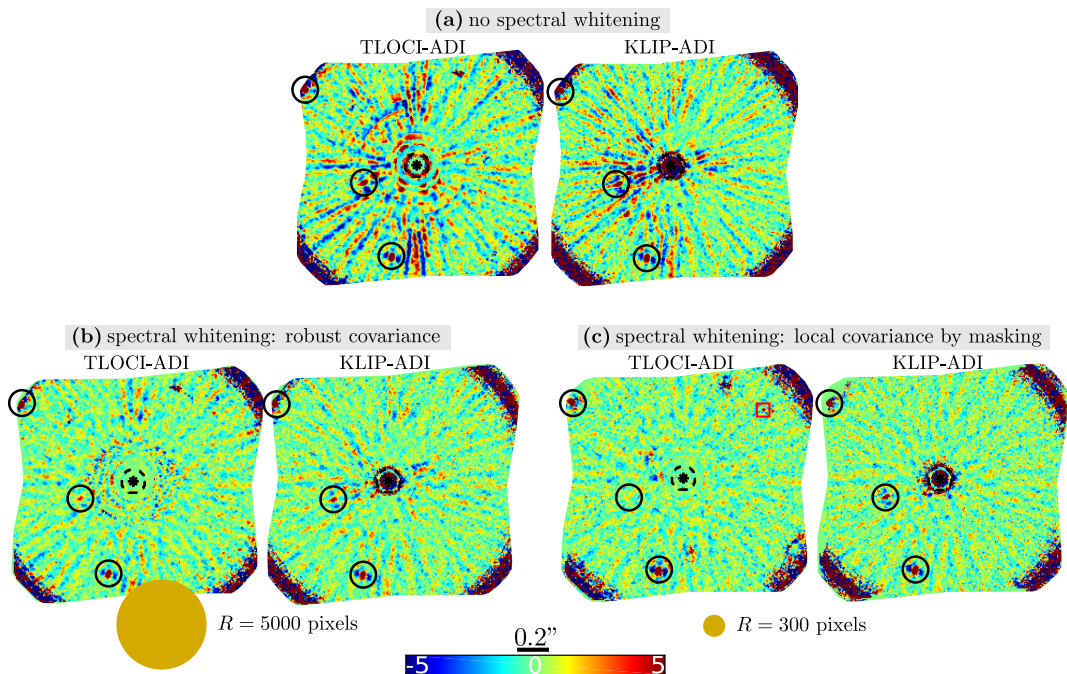 (a) no spectral whitening
TLOCI-ADI KLIP-ADI
(b) spectral whitening: robust covariance
TLOCI-ADI KLIP-ADI
(c) spectral whitening: local covariance by masking
TLOCI-ADI KLIP-ADI
R = 5000 pixels
R = 300 pixels
0.2”
-5 0 5